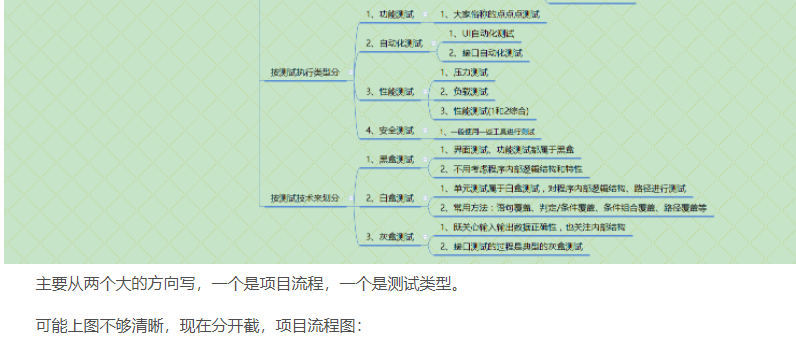 1、功能测试
1、大家俗称的点点点测试
2、自动化测试
1、UI自动化测试
2、接口自动化测试
按测试执行类型分
3、性能测试
1、压力测试
2、负载测试
3、性能测试(1和2综合)
4、安全测试
1、一般使用一些工具进行测试
1、黑盒测试
1、界面测试、功能测试都属于黑盒
2、不用考虑程序内部逻辑结构和特性
按测试技术来划分
2、白盒测试
1、单元测试属于白盒测试，对程序内部逻辑结构、路径进行测试
2、常用方法：语句覆盖、判定/条件覆盖、条件组合覆盖、路径覆盖等
3、灰盒测试
1、既关心输入输出数据正确性，也关注内部结构
2、接口测试的过程是典型的灰盒测试
主要从两个大的方向写，一个是项目流程，一个是测试类型。
可能上图不够清晰，现在分开截，项目流程图：